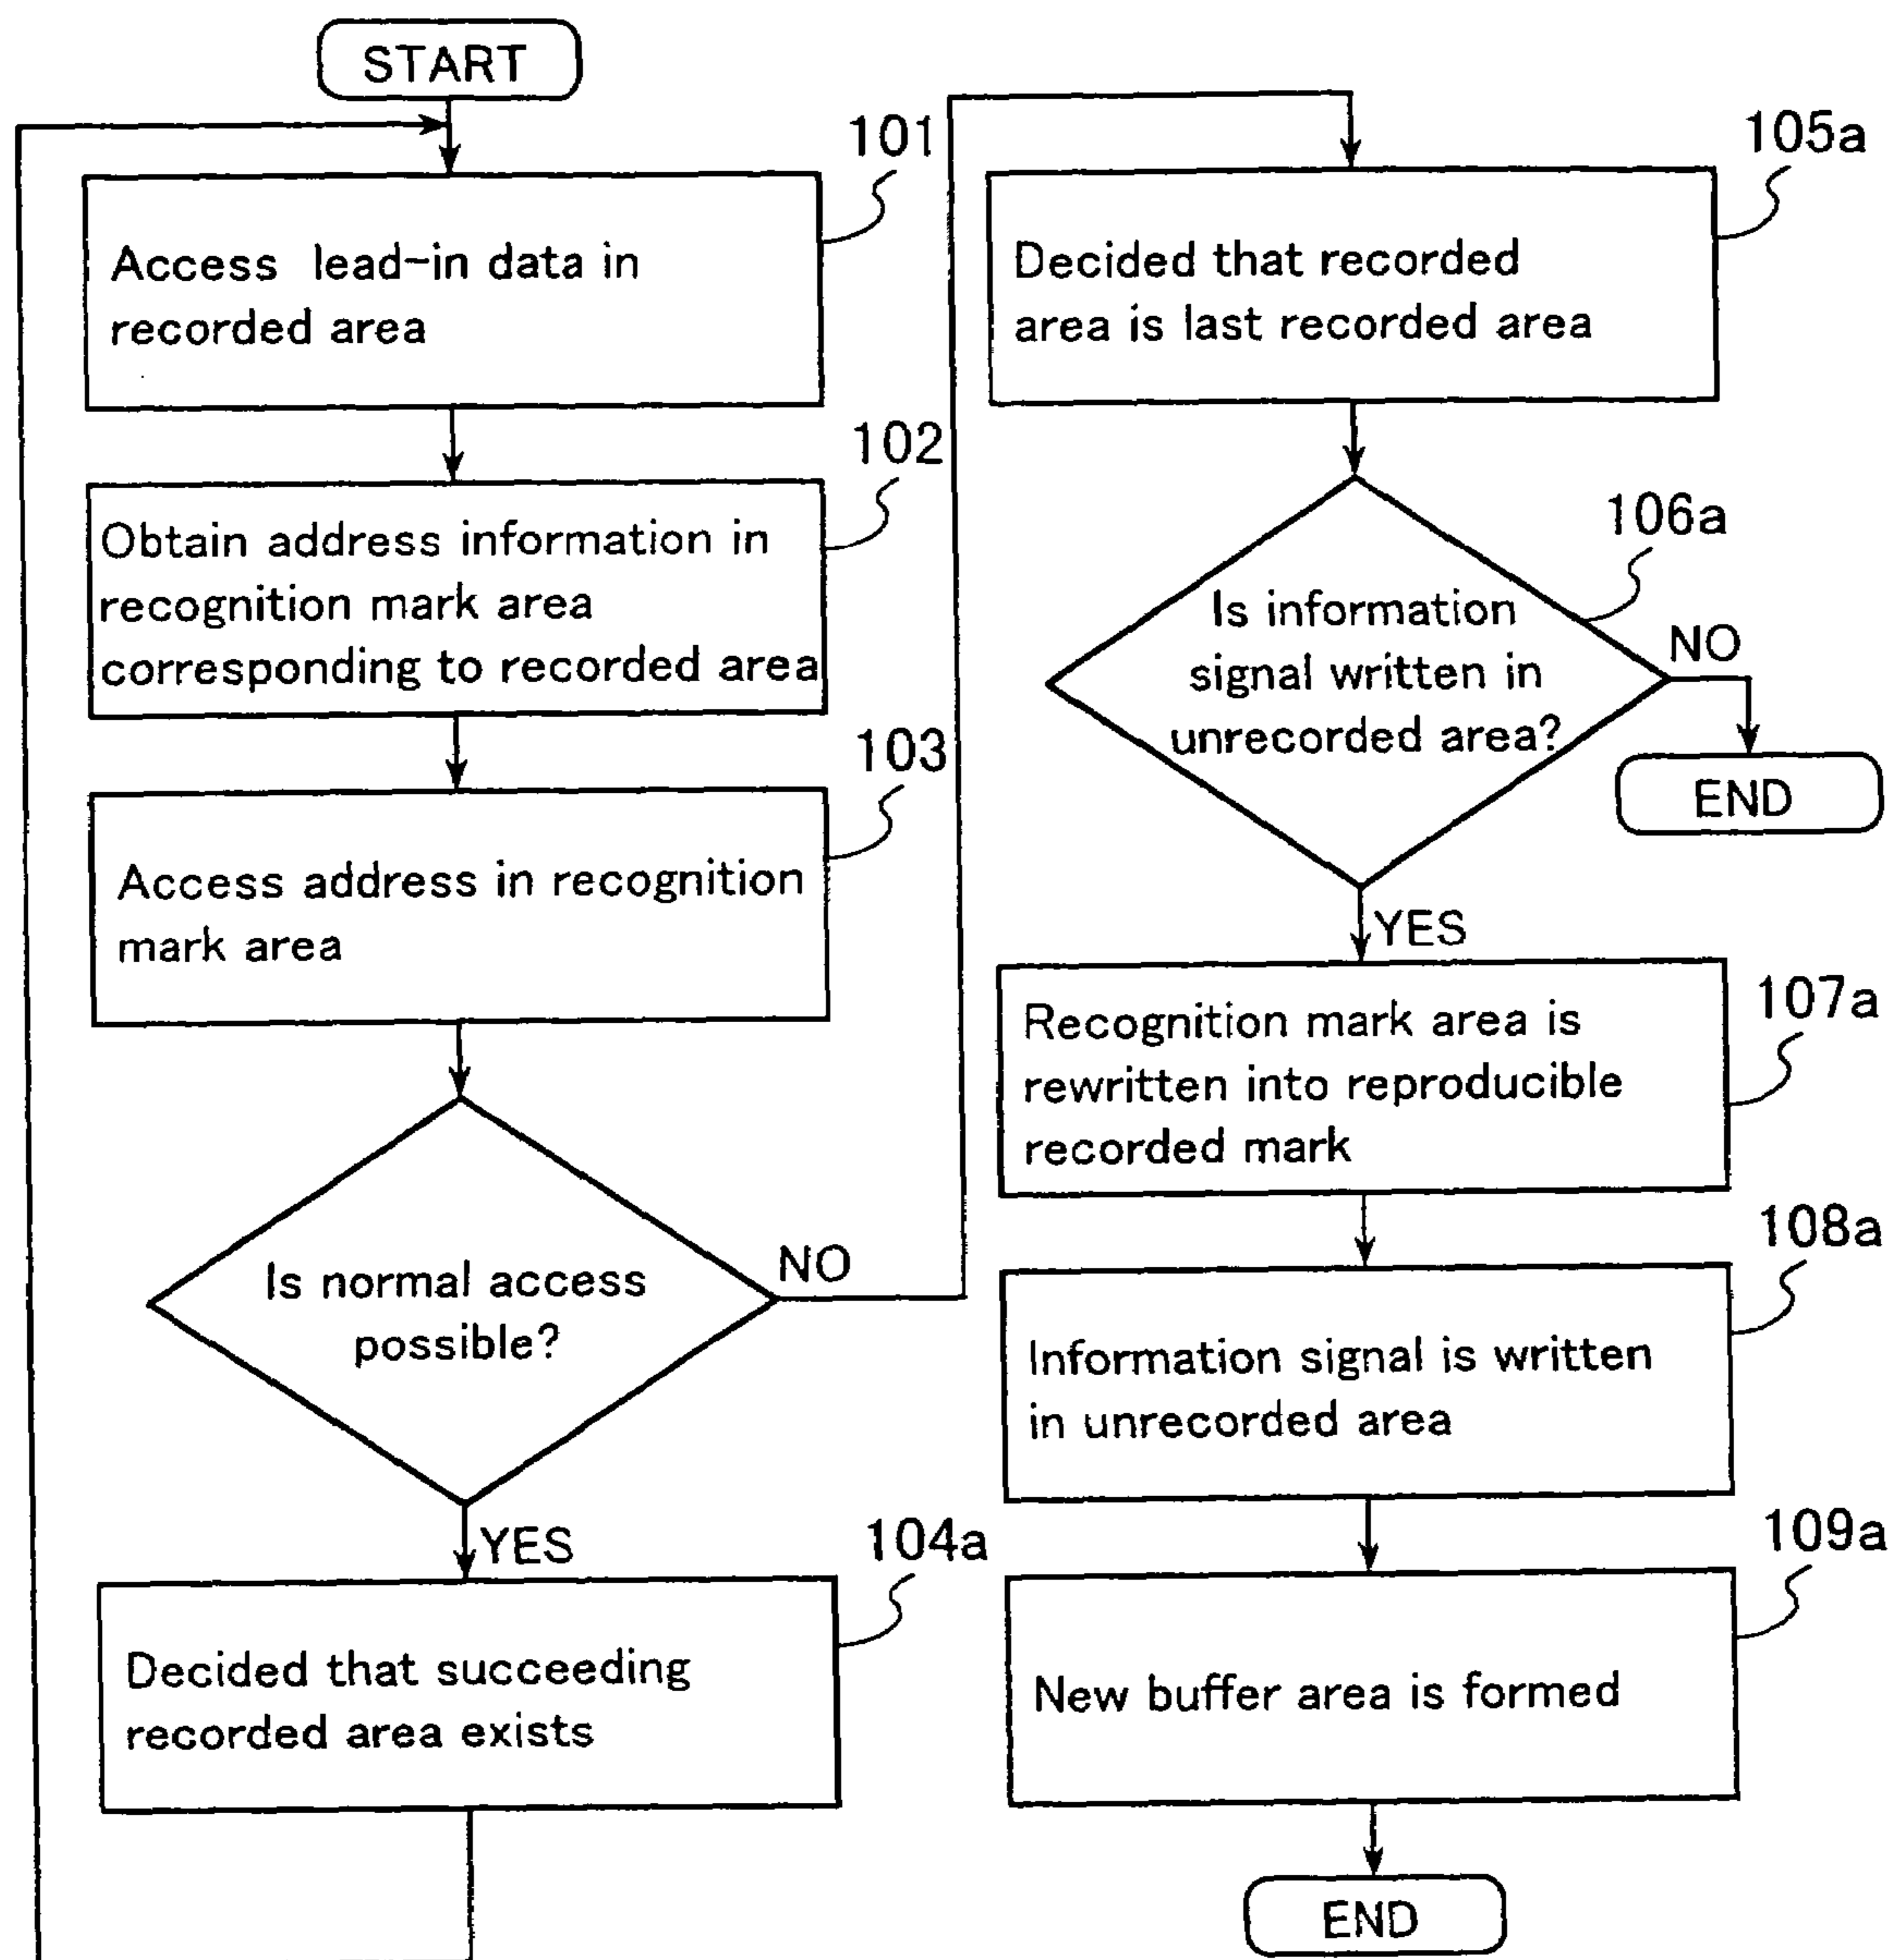 START
101
Access lead-in data in
recorded area
102
Obtain address information in
recognition mark area
corresponding to recorded area
103
Access address in recognition
mark area
Is normal access
possible?
NO
YES
104a
Decided that succeeding
recorded area exists
105a
Decided that recorded
area is last recorded area
106a
Is information
signal written in
unrecorded area?
NO
END
YES
107a
Recognition mark area is
rewritten into reproducible
recorded mark
108a
Information signal is written
in unrecorded area
109a
New buffer area is formed
END